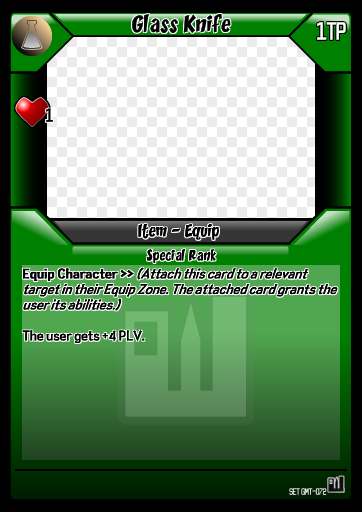 Glass Knife
1TP
1
Item - Equip
Special Rank
Equip Character >> (Attach this card to a relevant
target in their Equip Zone. The attached card grants the
user its abilities.)
The user gets +4 PLV.
SET GMT-072